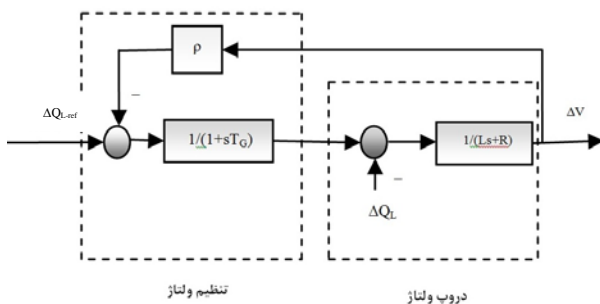 ρ
–
ΔQL-ref
1/(1+sTG)
1/(Ls+R)
ΔV
–
ΔQL
تنظیم ولتاژ
دروپ ولتاژ